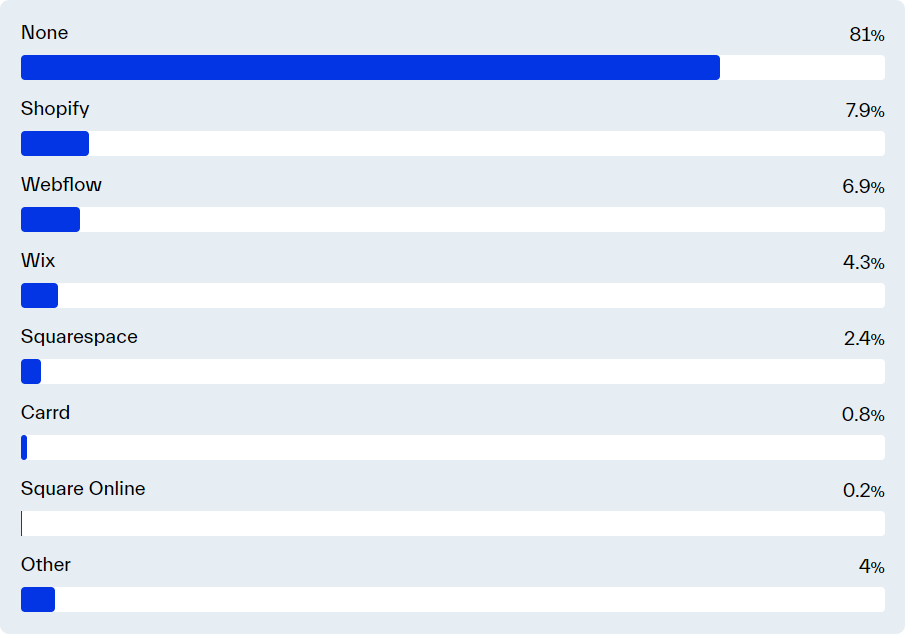 None 81%
Shopify 7.9%
Webflow 6.9%
Wix 4.3%
Squarespace 2.4%
Carrd 0.8%
Square Online 0.2%
Other 4%